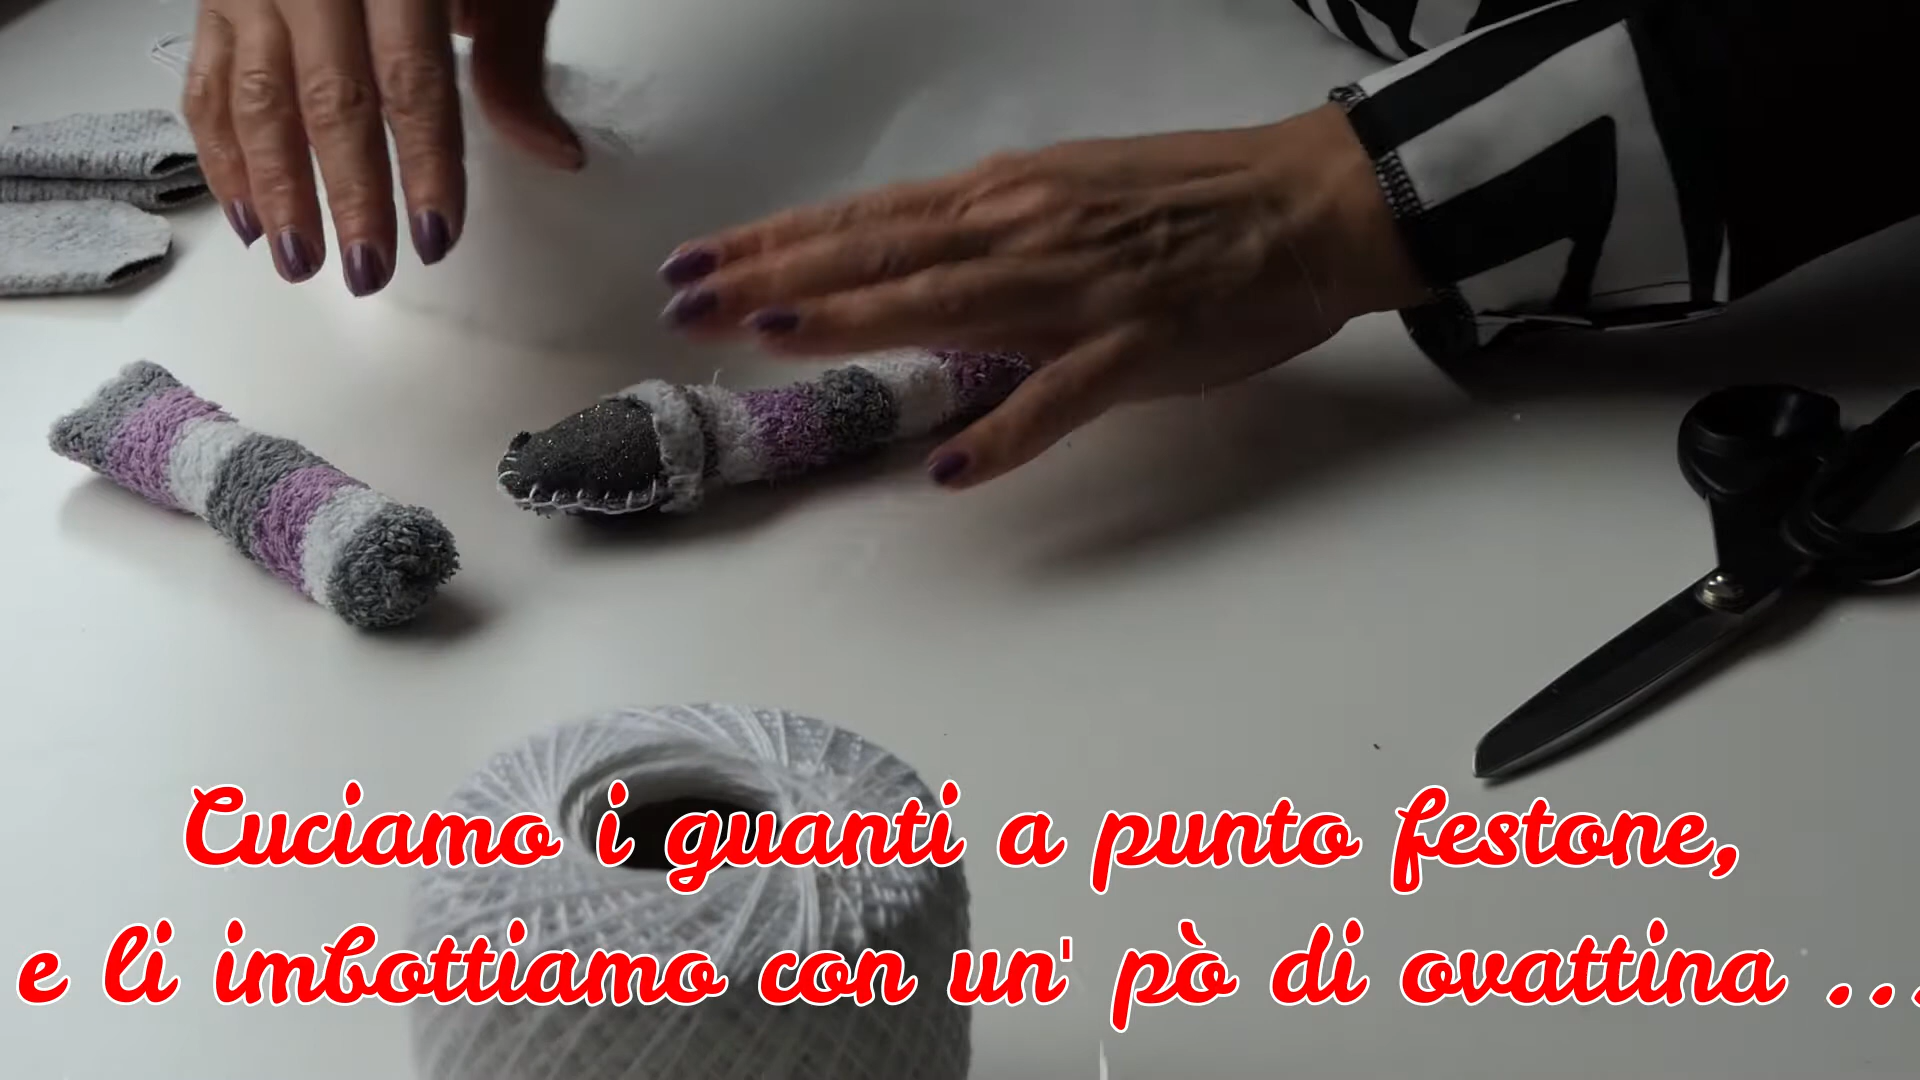 Cuciamo i guanti a punto festone,
e li imbottiamo con un' pò di ovattina ...